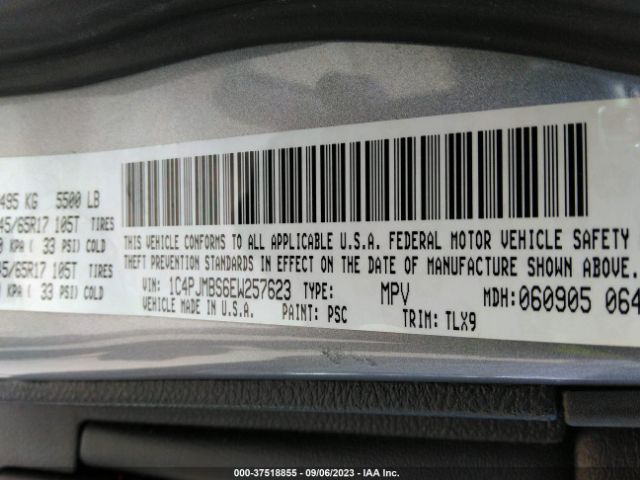 495 KG 5500 LB
45/65R17 105T TIRES
KPA ( 33 PSI) COLD
45/65R17 105T TIRES
KPA ( 33 PSI) COLD
THIS VEHICLE CONFORMS TO ALL APPLICABLE U.S.A. FEDERAL MOTOR VEHICLE SAFETY
THEFT PREVENTION STANDARDS IN EFFECT ON THE DATE OF MANUFACTURE SHOWN ABOVE.
VIN: 1C4PJMBS6EW257623 TYPE: MPV MDH: 060905 064
VEHICLE MADE IN U.S.A. PAINT: PSC TRIM: TLX9
000-37518855 - 09/06/2023 - IAA Inc.